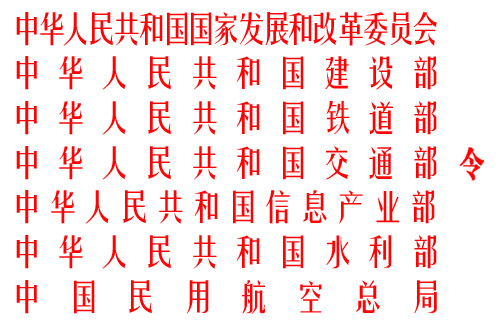 中华人民共和国国家发展和改革委员会
中华人民共和国建设部
中华人民共和国铁道部
中华人民共和国交通部 令
中华人民共和国信息产业部
中华人民共和国水利部
中国民用航空总局